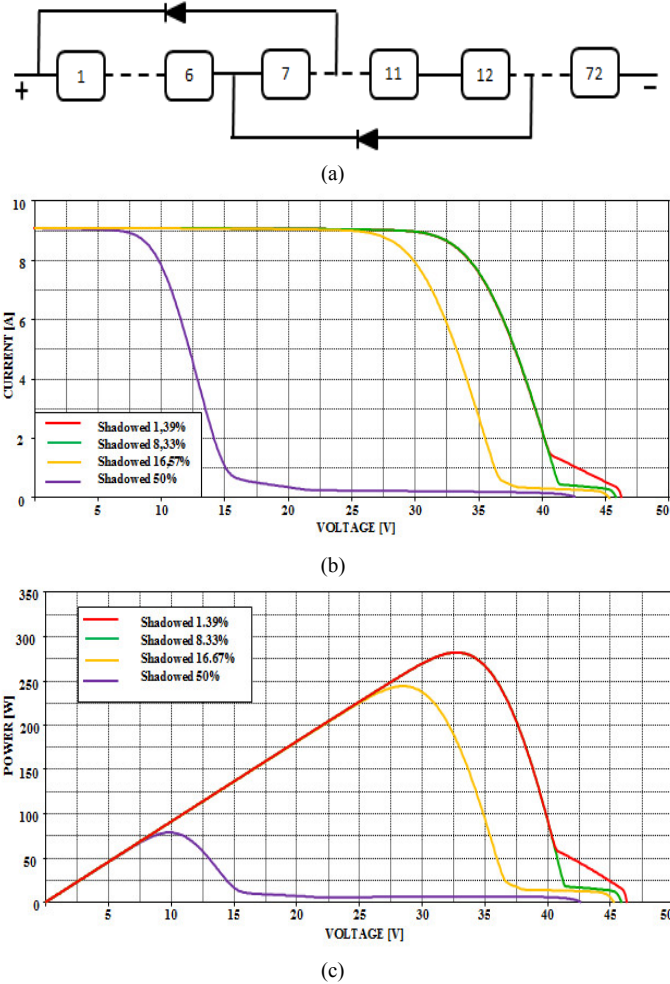 1 6 7 11 12 72
+ -
(a)
10
8
6
4
2
0
CURRENT [A]
Shadowed 1,39%
Shadowed 8,33%
Shadowed 16,57%
Shadowed 50%
5 10 15 20 25 30 35 40 45 50
VOLTAGE [V]
(b)
350
300
250
200
150
100
50
0
POWER [W]
Shadowed 1.39%
Shadowed 8.33%
Shadowed 16.67%
Shadowed 50%
0 5 10 15 20 25 30 35 40 45 50
VOLTAGE [V]
(c)